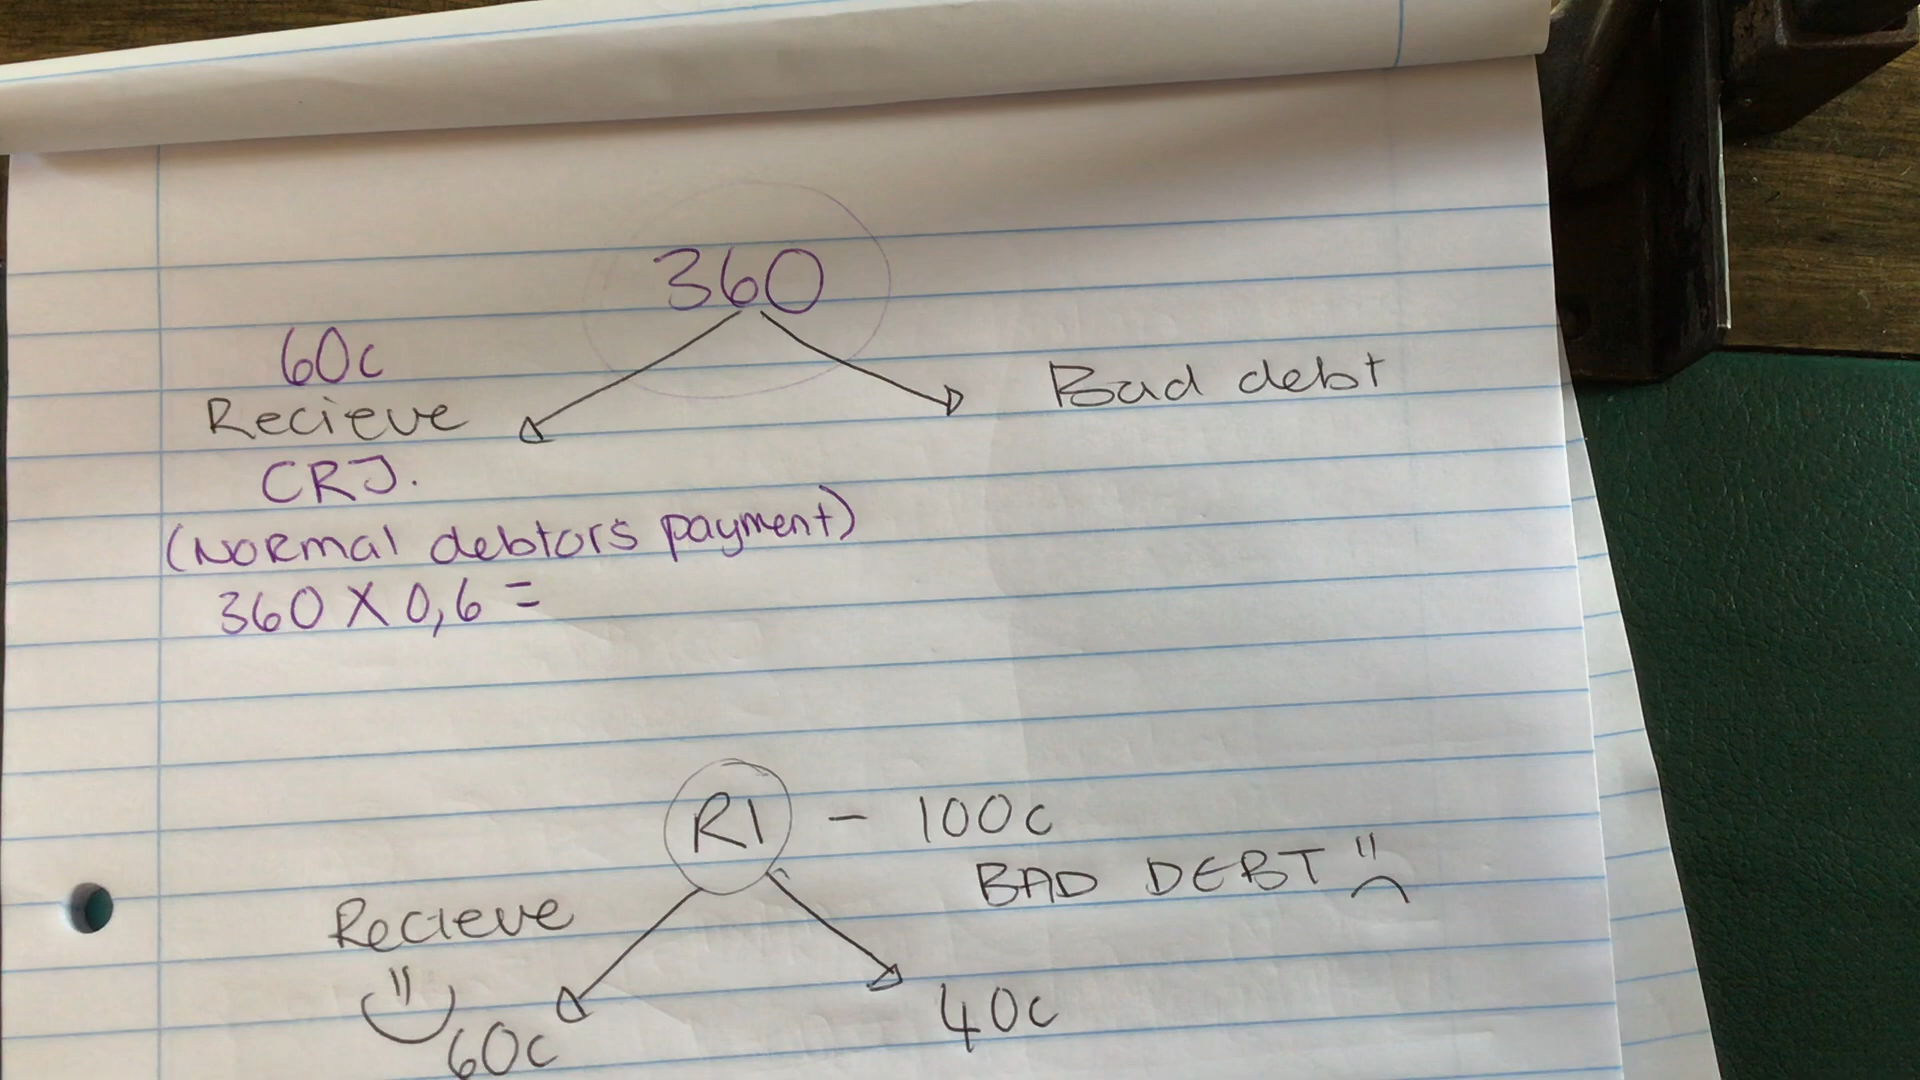 360
60c
Recieve
Bad debt
CRJ.
(Normal debtors payment)
360 X 0,6 =
R1 - 100c
BAD DEBT
Recieve
60c
40c